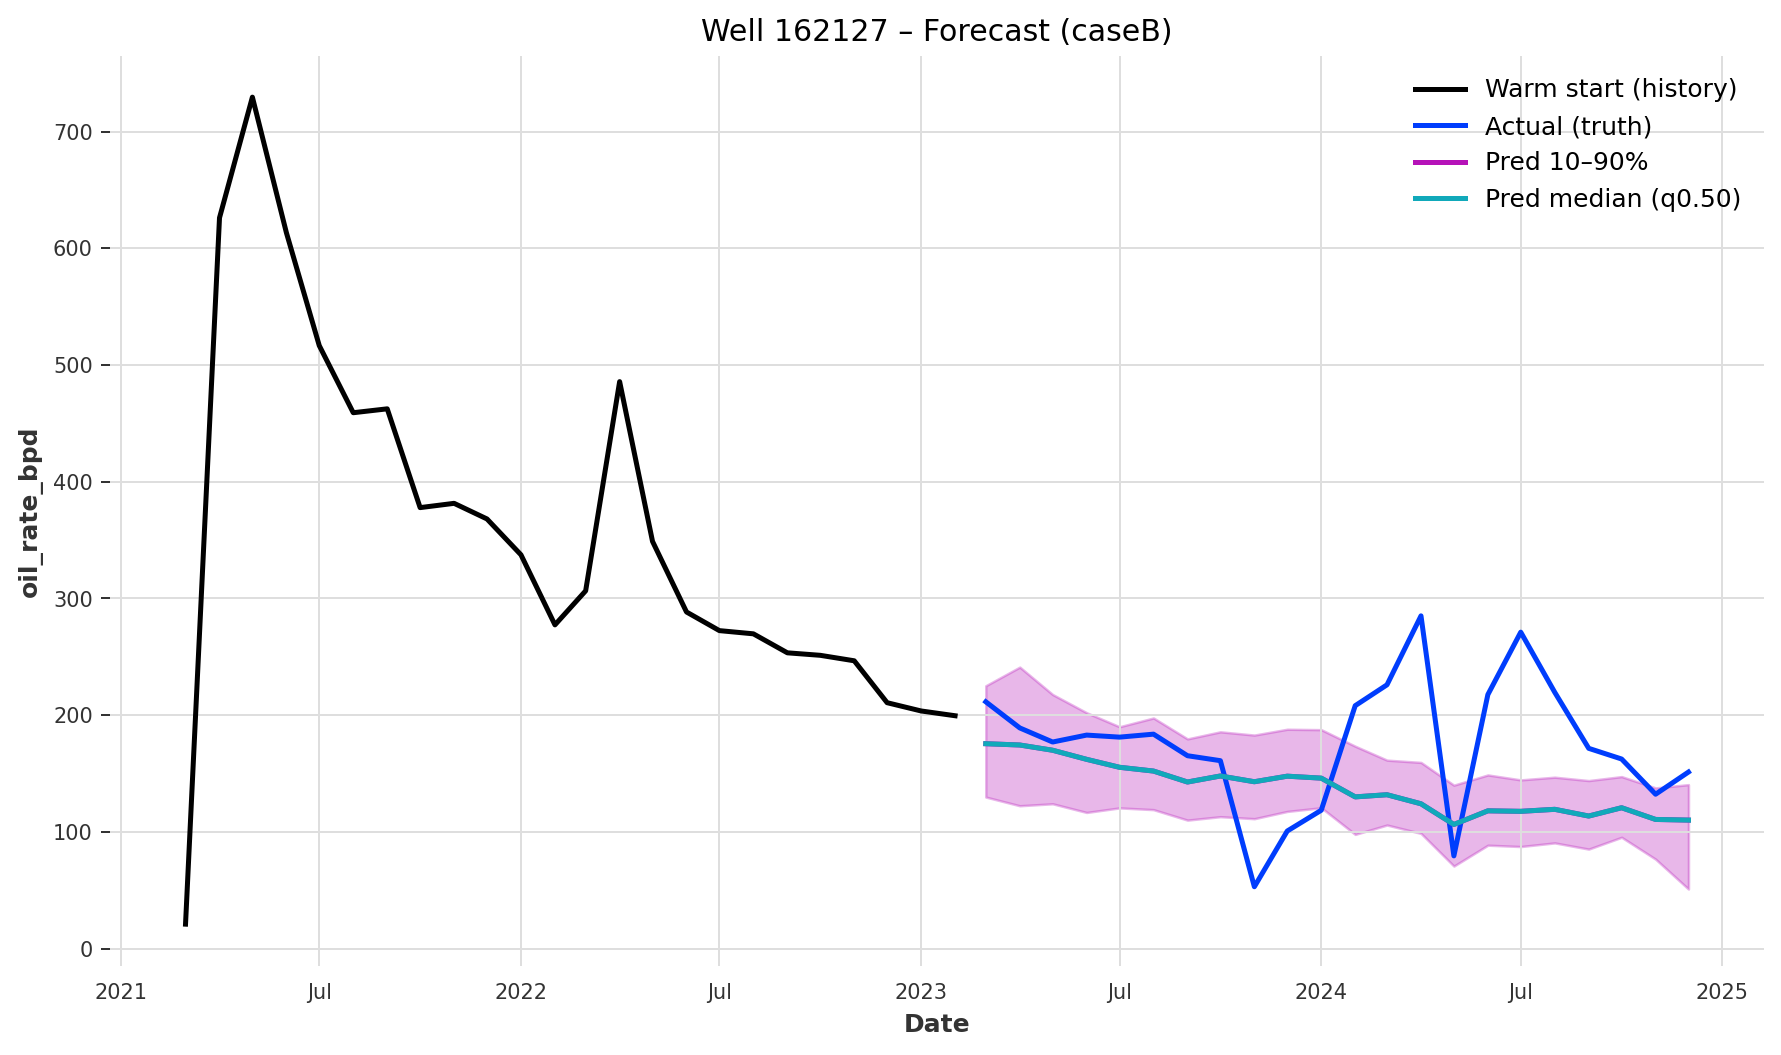 Well 162127 – Forecast (caseB)
Warm start (history)
Actual (truth)
Pred 10–90%
Pred median (q0.50)
oil_rate_bpd
700
600
500
400
300
200
100
0
2021
Jul
2022
Jul
2023
Jul
2024
Jul
2025
Date